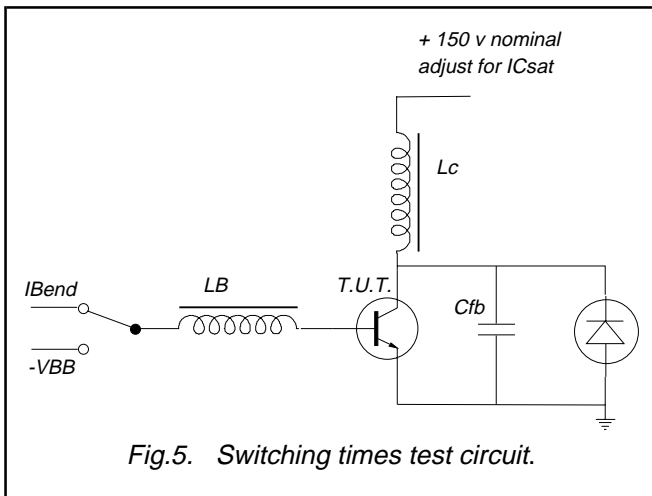 + 150 v nominal
adjust for ICsat
Lc
IBend
LB
T.U.T.
Cfb
-VBB
Fig.5. Switching times test circuit.